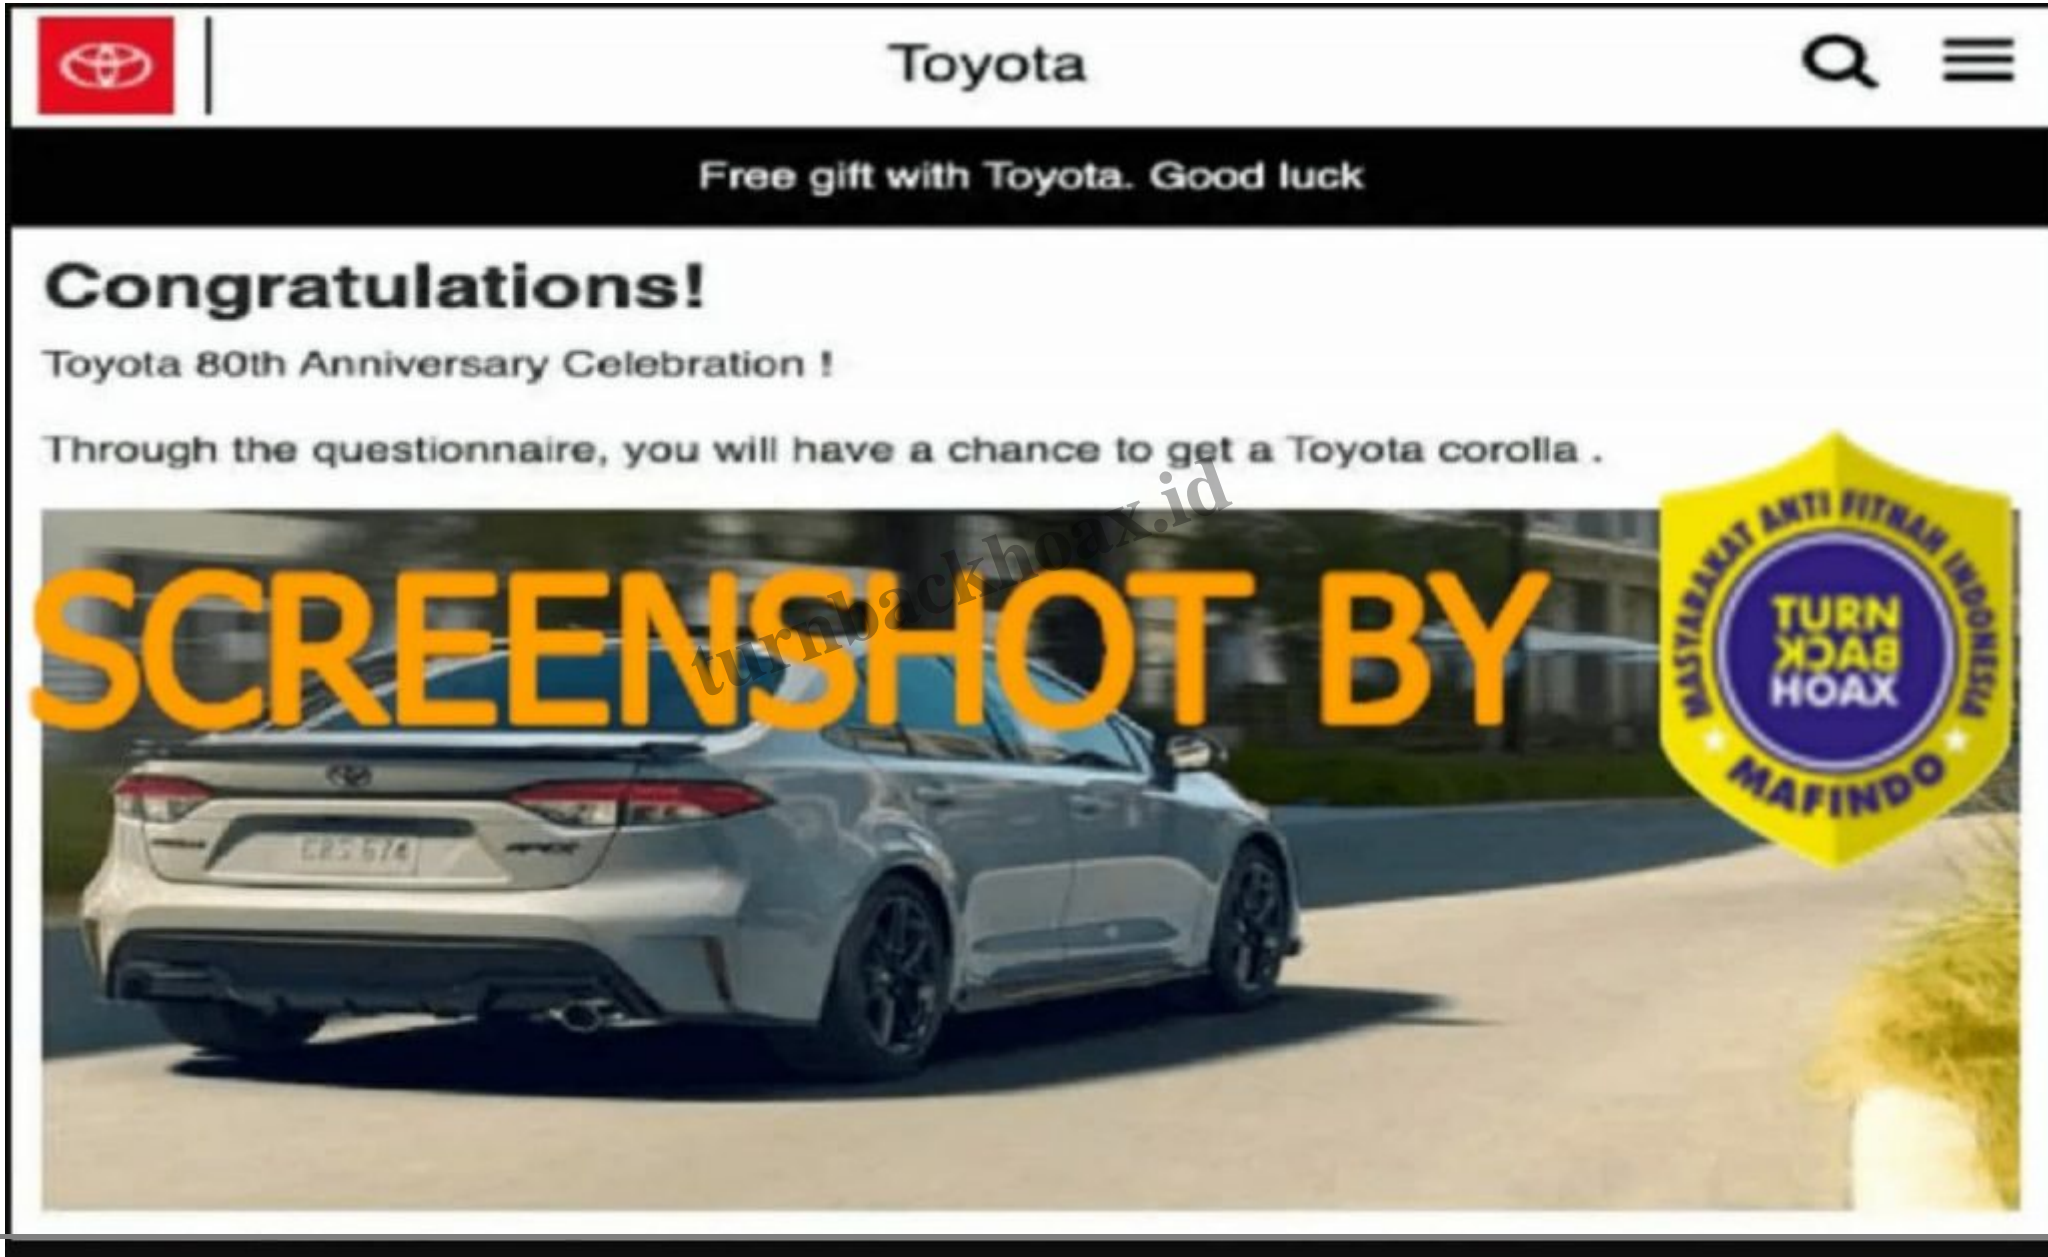 Toyota
Free gift with Toyota. Good luck
Congratulations!
Toyota 80th Anniversary Celebration !
Through the questionnaire, you will have a chance to get a Toyota corolla .
turnbackhoax.id
SCREENSHOT BY
MASYARAKAT ANTI FITNAH INDONESIA
TURN
BACK
HOAX
MAFINDO
APEX